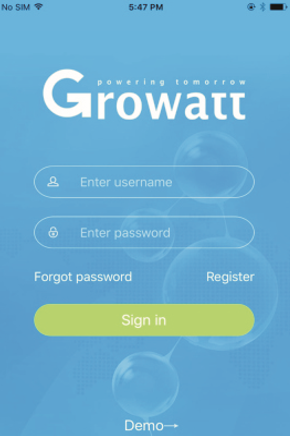 No SIM 5:47 PM
powering tomorrow
Growatt
Enter username
Enter password
Forgot password Register
Sign in
Demo→